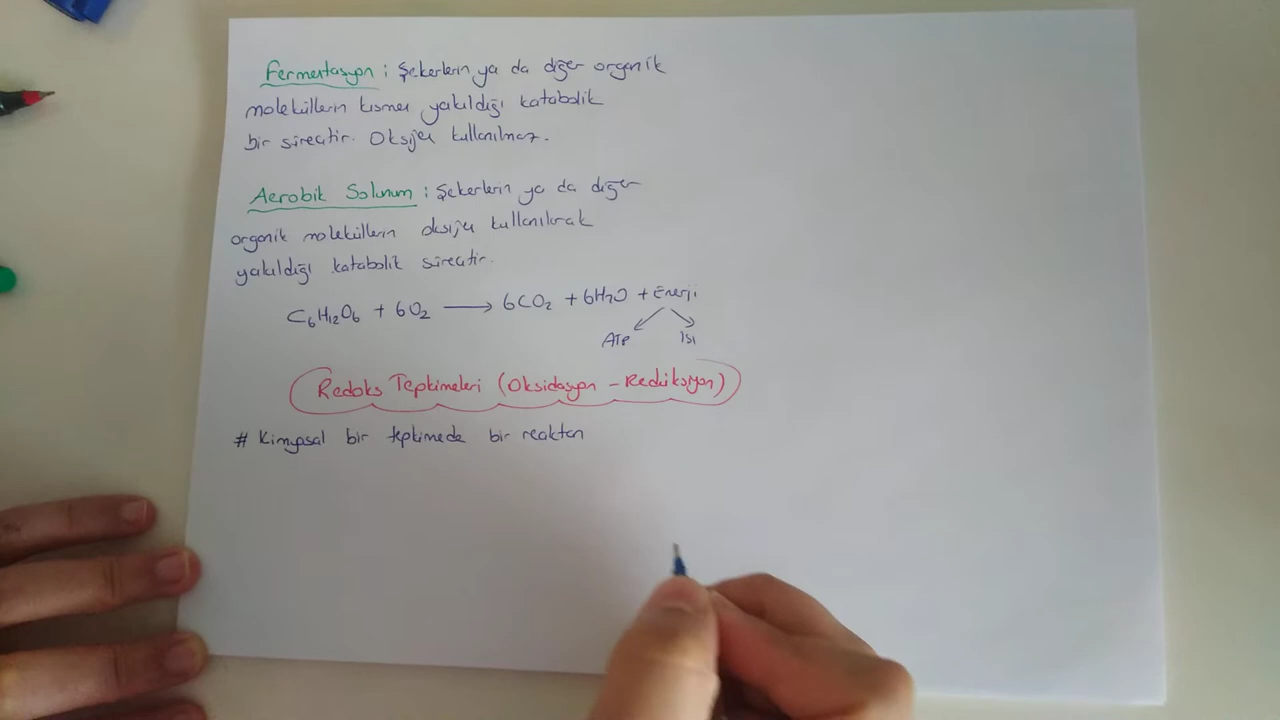 Fermentasyon : Şekerlerin ya da diğer organik
moleküllerin kısmen yakıldığı katabolik
bir süreçtir. Oksijen kullanılmaz.
Aerobik Solunum : Şekerlerin ya da diğer
organik moleküllerin oksijen kullanılarak
yakıldığı katabolik süreçtir.
C₆H₁₂O₆ + 6O₂ → 6CO₂ + 6H₂O + Enerji
ATP Isı
Redoks Tepkimeleri (Oksidasyon - Redüksiyon)
# Kimyasal bir tepkimede bir reaktan